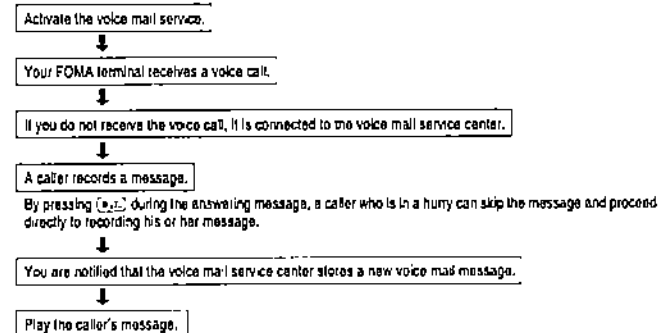 Activate the voice mail service.
Your FOMA terminal receives a voice call.
If you do not receive the voice call, it is connected to the voice mail service center.
A caller records a message.
By pressing during the answering message, a caller who is in a hurry can skip the message and proceed
directly to recording his or her message.
You are notified that the voice mail service center stores a new voice mail message.
Play the caller's message.